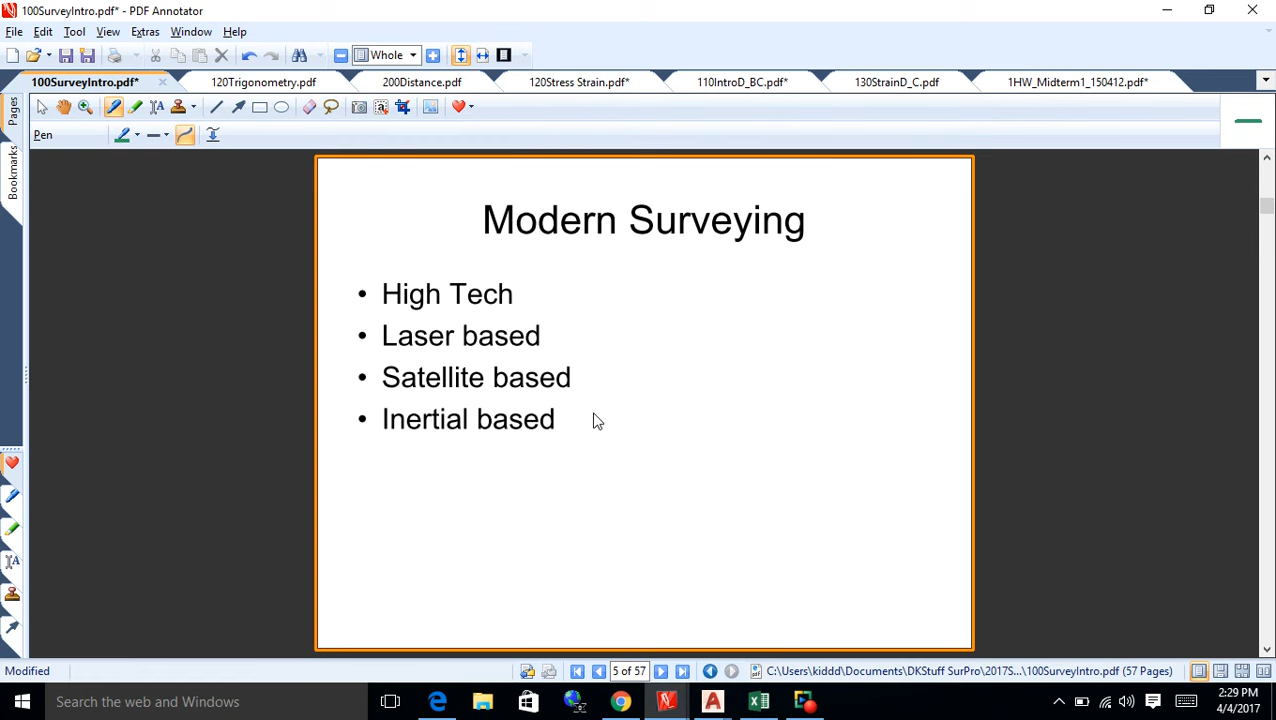 100SurveyIntro.pdf* - PDF Annotator
File Edit Tool View Extras Window Help
Whole
100SurveyIntro.pdf* 120Trigonometry.pdf 200Distance.pdf 120Stress Strain.pdf* 110IntroD_BC.pdf* 130StrainD_C.pdf 1HW_Midterm1_150412.pdf*
Pages
Bookmarks
Pen
Modern Surveying
• High Tech
• Laser based
• Satellite based
• Inertial based
Modified 5 of 57 C:\Users\kiddd\Documents\DKStuff SurPro\2017S...\100SurveyIntro.pdf (57 Pages)
Search the web and Windows
2:29 PM
4/4/2017